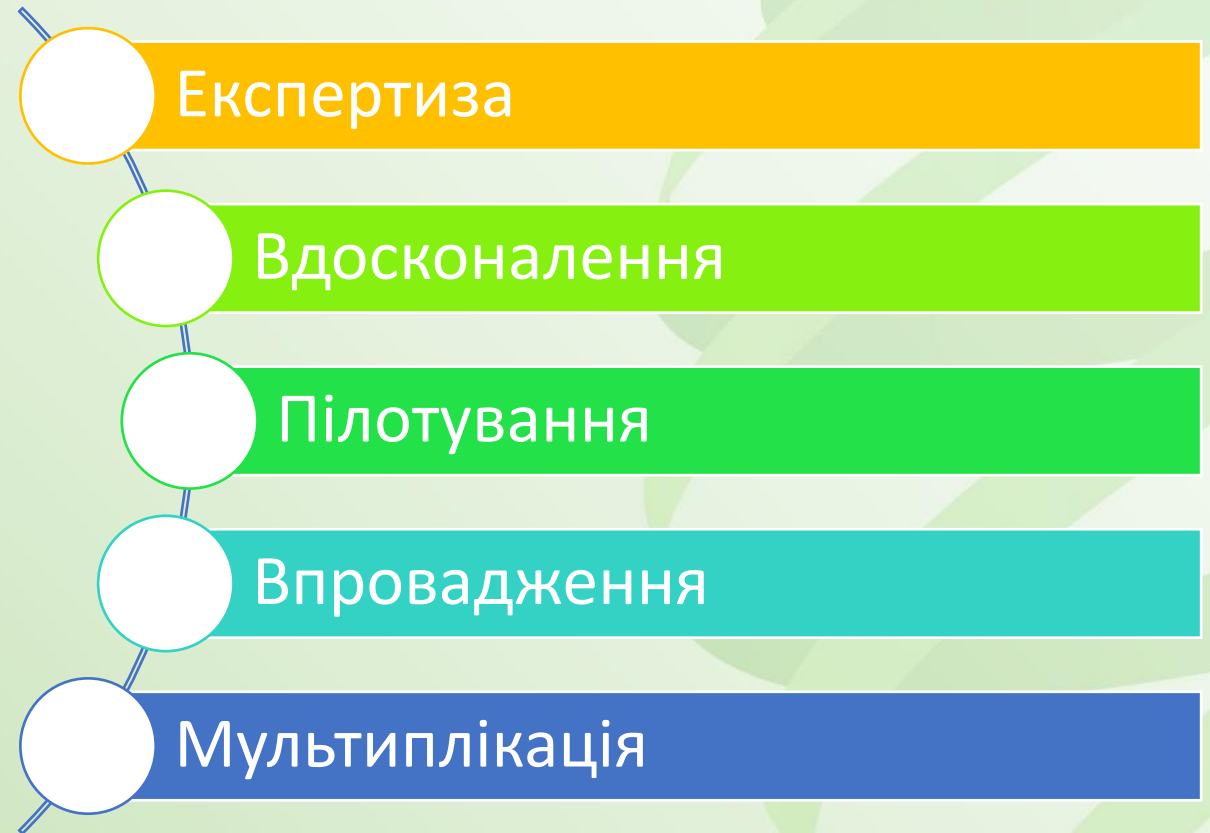 Експертиза
Вдосконалення
Пілотування
Впровадження
Мультиплікація